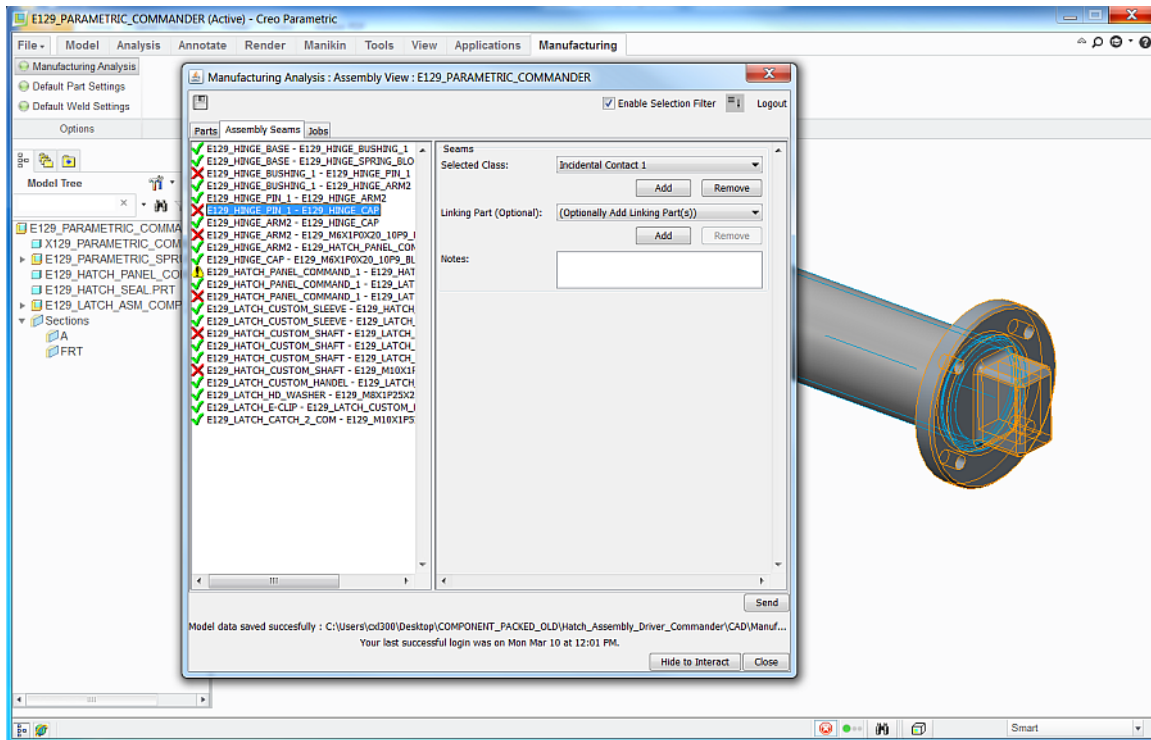 E129_PARAMETRIC_COMMANDER (Active) - Creo Parametric
File Model Analysis Annotate Render Manikin Tools View Applications Manufacturing
Manufacturing Analysis
Default Part Settings
Default Weld Settings
Options
Model Tree
E129_PARAMETRIC_COMMA
X129_PARAMETRIC_COM
E129_PARAMETRIC_SPR
E129_HATCH_PANEL_CO
E129_HATCH_SEAL.PRT
E129_LATCH_ASM_COMP
Sections
A
FRT
Manufacturing Analysis : Assembly View : E129_PARAMETRIC_COMMANDER
Enable Selection Filter Logout
Parts Assembly Seams Jobs
E129_HINGE_BASE - E129_HINGE_BUSHING_1
E129_HINGE_BASE - E129_HINGE_SPRING_BLO
E129_HINGE_BUSHING_1 - E129_HINGE_PIN_1
E129_HINGE_BUSHING_1 - E129_HINGE_ARM2
E129_HINGE_PIN_1 - E129_HINGE_ARM2
E129_HINGE_PIN_1 - E129_HINGE_CAP
E129_HINGE_ARM2 - E129_HINGE_CAP
E129_HINGE_ARM2 - E129_M6X1P0X20_10P9_
E129_HINGE_ARM2 - E129_HATCH_PANEL_CON
E129_HINGE_CAP - E129_M6X1P0X20_10P9_BL
E129_HATCH_PANEL_COMMAND_1 - E129_HAT
E129_HATCH_PANEL_COMMAND_1 - E129_LAT
E129_HATCH_PANEL_COMMAND_1 - E129_LAT
E129_LATCH_CUSTOM_SLEEVE - E129_HATCH
E129_LATCH_CUSTOM_SLEEVE - E129_LATCH_
E129_HATCH_CUSTOM_SHAFT - E129_LATCH_
E129_HATCH_CUSTOM_SHAFT - E129_LATCH_
E129_HATCH_CUSTOM_SHAFT - E129_LATCH_
E129_HATCH_CUSTOM_SHAFT - E129_M10X1P
E129_LATCH_CUSTOM_HANDEL - E129_LATCH
E129_LATCH_HD_WASHER - E129_M8X1P25X2
E129_LATCH_E-CLIP - E129_LATCH_CUSTOM_
E129_LATCH_CATCH_2_COM - E129_M10X1P5
Seams
Selected Class: Incidental Contact 1
Add Remove
Linking Part (Optional): (Optionally Add Linking Part(s))
Add Remove
Notes:
Send
Model data saved succesfully : C:\Users\cxd300\Desktop\COMPONENT_PACKED_OLD\Hatch_Assembly_Driver_Commander\CAD\Manuf...
Your last successful login was on Mon Mar 10 at 12:01 PM.
Hide to Interact Close
Smart